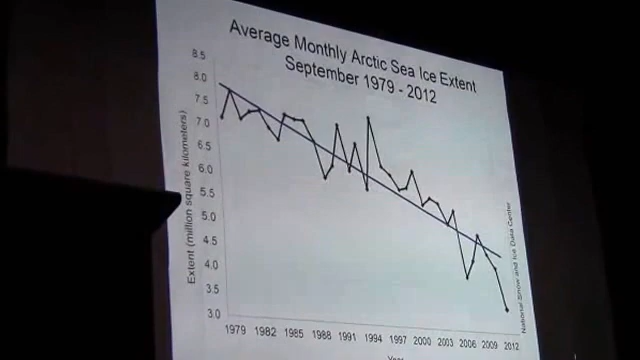 Average Monthly Arctic Sea Ice Extent
September 1979 - 2012
Extent (million square kilometers)
8.5
8.0
7.5
7.0
6.5
6.0
5.5
5.0
4.5
4.0
3.5
3.0
1979 1982 1985 1988 1991 1994 1997 2000 2003 2006 2009 2012
Year
National Snow and Ice Data Center